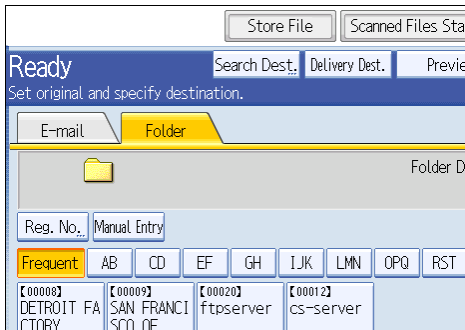 Store File Scanned Files Sta
Ready Search Dest. Delivery Dest. Previe
Set original and specify destination.
E-mail Folder
Folder D
Reg. No. Manual Entry
Frequent AB CD EF GH IJK LMN OPQ RST
【00008】 【00009】 【00020】 【00012】
DETROIT FA SAN FRANCI ftpserver cs-server
CTORY SCO OF